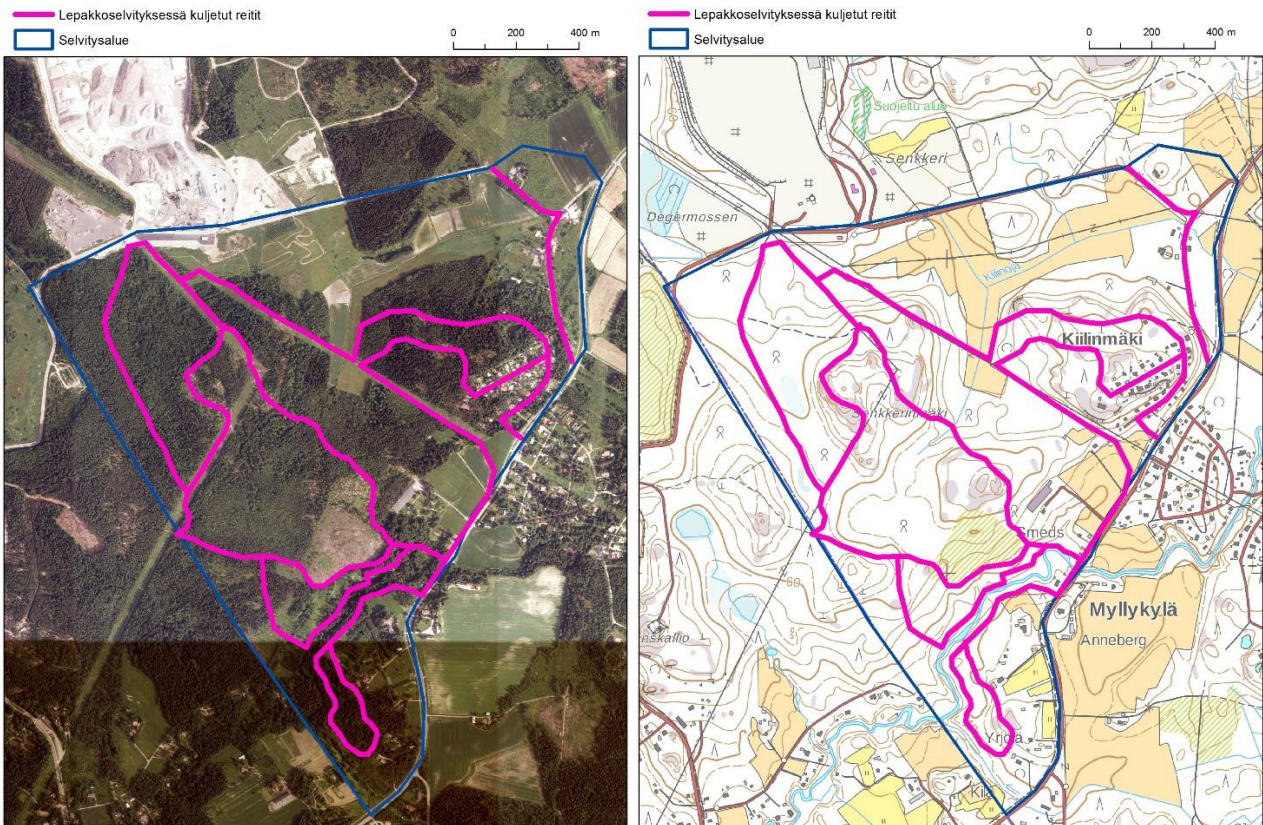 Lepakkoselvityksessä kuljetut reitit
Selvitysalue
0 200 400 m
Lepakkoselvityksessä kuljetut reitit
Selvitysalue
0 200 400 m
Suojeltu alue
Senkkeri
Degermossen
Kiilinoja
Kiilinmäki
Senkkerinmäki
Smeds
60
Myllykylä
Anneberg
Yrjölä